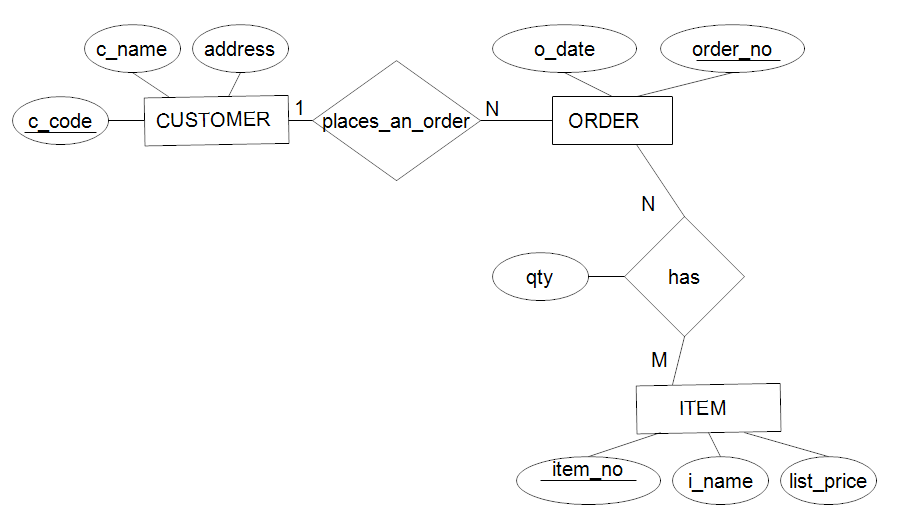 c_name
address
o_date
order_no
c_code
CUSTOMER
1
places_an_order
N
ORDER
N
qty
has
M
ITEM
item_no
i_name
list_price